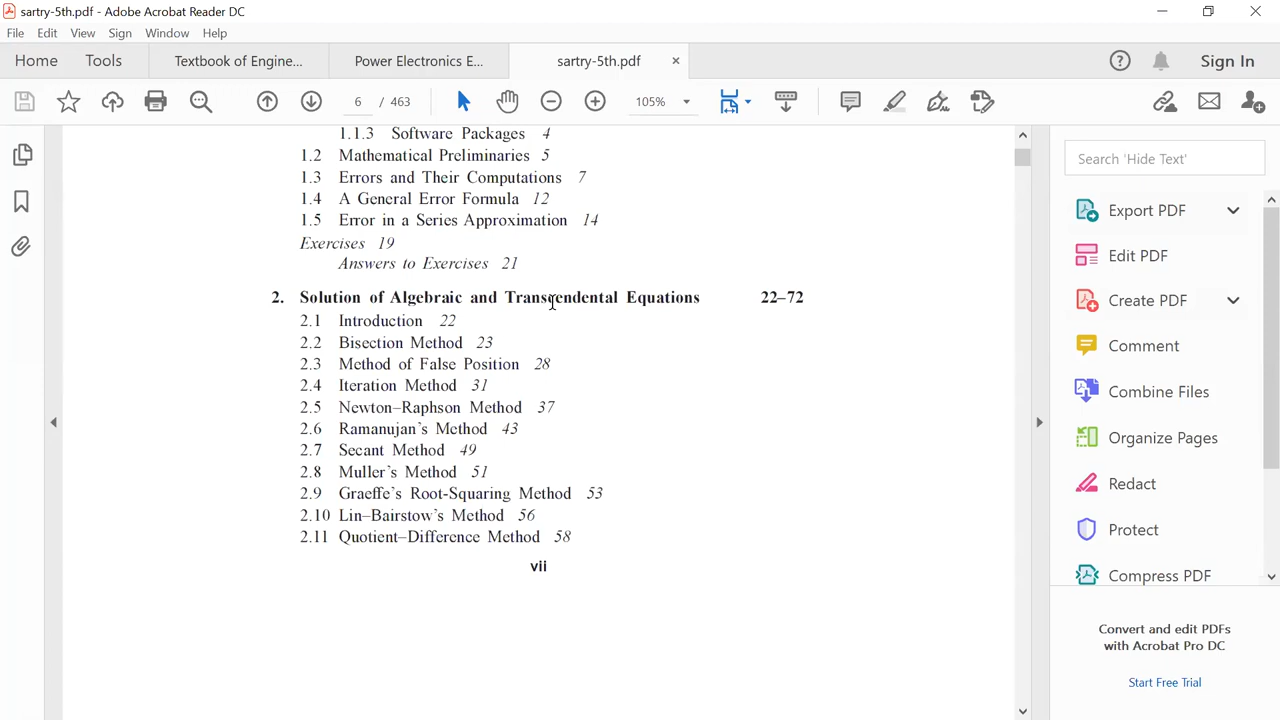 sartry-5th.pdf - Adobe Acrobat Reader DC
File Edit View Sign Window Help
Home Tools Textbook of Engine... Power Electronics E... sartry-5th.pdf × Sign In
6 / 463 105%
1.1.3 Software Packages 4
1.2 Mathematical Preliminaries 5
1.3 Errors and Their Computations 7
1.4 A General Error Formula 12
1.5 Error in a Series Approximation 14
Exercises 19
Answers to Exercises 21
2. Solution of Algebraic and Transcendental Equations 22–72
2.1 Introduction 22
2.2 Bisection Method 23
2.3 Method of False Position 28
2.4 Iteration Method 31
2.5 Newton–Raphson Method 37
2.6 Ramanujan's Method 43
2.7 Secant Method 49
2.8 Muller's Method 51
2.9 Graeffe's Root-Squaring Method 53
2.10 Lin–Bairstow's Method 56
2.11 Quotient–Difference Method 58
vii
Search 'Hide Text'
Export PDF
Edit PDF
Create PDF
Comment
Combine Files
Organize Pages
Redact
Protect
Compress PDF
Convert and edit PDFs
with Acrobat Pro DC
Start Free Trial